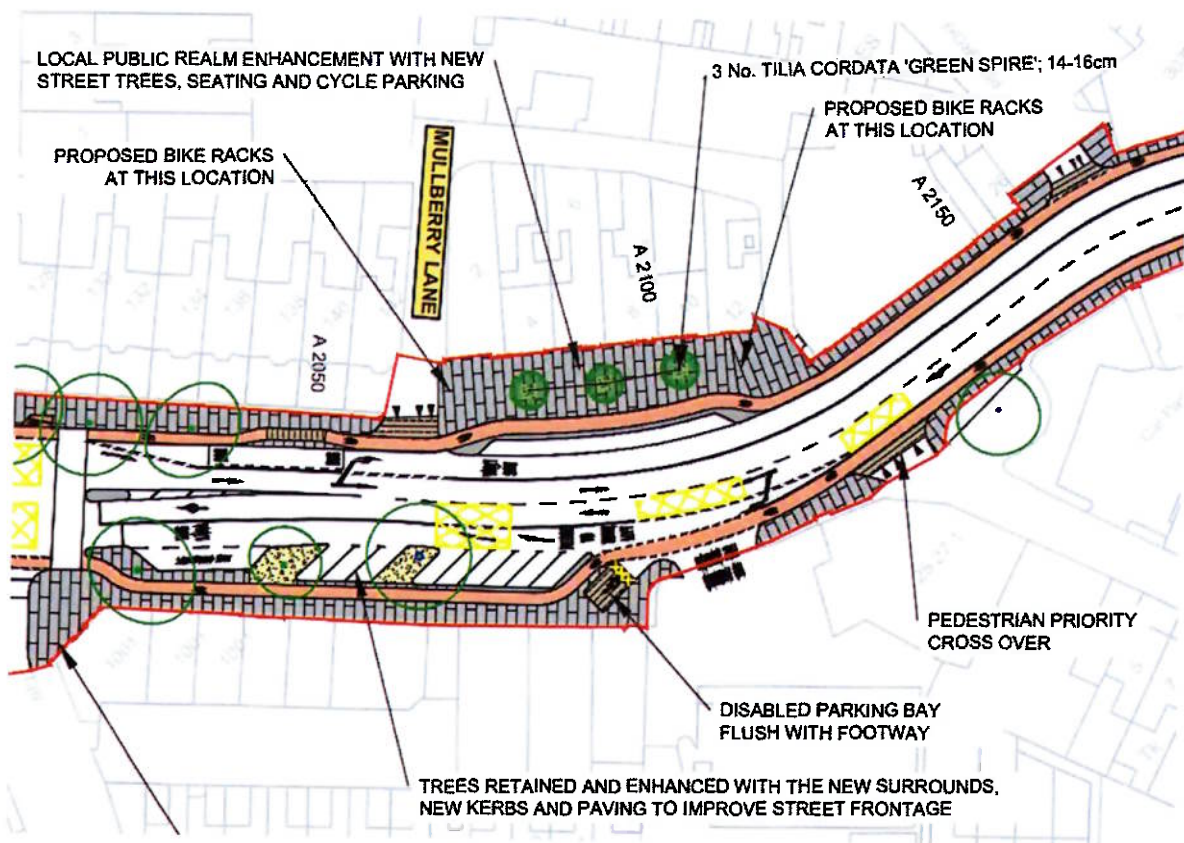 LOCAL PUBLIC REALM ENHANCEMENT WITH NEW
STREET TREES, SEATING AND CYCLE PARKING
3 No. TILIA CORDATA 'GREEN SPIRE'; 14-16cm
PROPOSED BIKE RACKS
AT THIS LOCATION
PROPOSED BIKE RACKS
AT THIS LOCATION
MULLBERRY LANE
A 2150
A 2100
A 2050
PEDESTRIAN PRIORITY
CROSS OVER
DISABLED PARKING BAY
FLUSH WITH FOOTWAY
TREES RETAINED AND ENHANCED WITH THE NEW SURROUNDS,
NEW KERBS AND PAVING TO IMPROVE STREET FRONTAGE